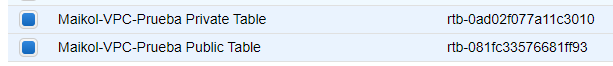 Maikol-VPC-Prueba Private Table rtb-0ad02f077a11c3010
Maikol-VPC-Prueba Public Table rtb-081fc33576681ff93